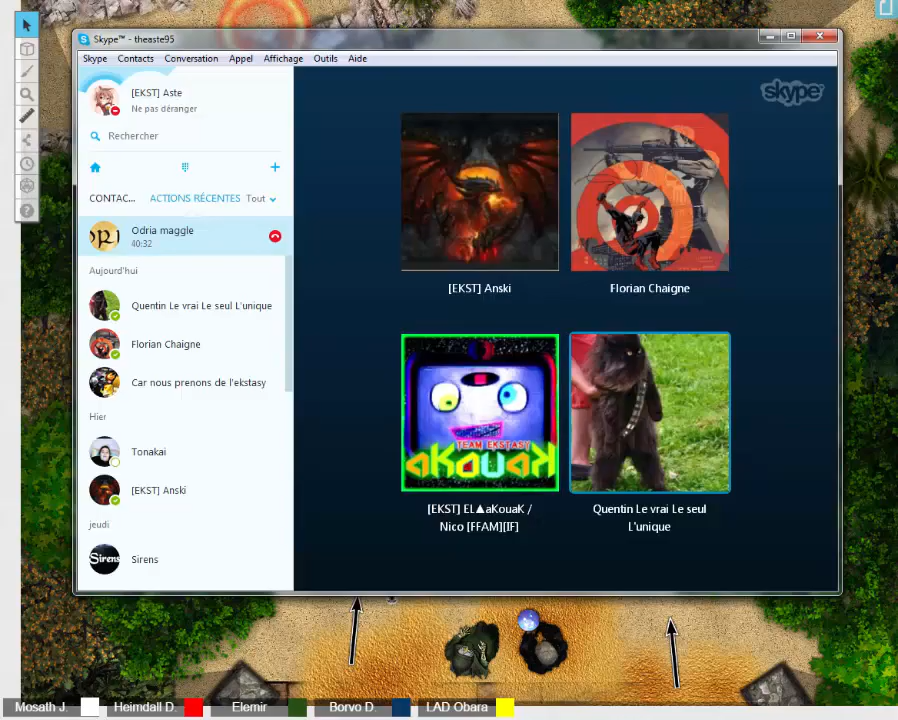 Skype™ - theaste95
Skype Contacts Conversation Appel Affichage Outils Aide
[EKST] Aste
Ne pas déranger
Rechercher
CONTAC... ACTIONS RÉCENTES Tout
Odria maggle
40:32
Aujourd'hui
Quentin Le vrai Le seul L'unique
Florian Chaigne
Car nous prenons de l'ekstasy
Hier
Tonakai
[EKST] Anski
jeudi
Sirens
Sirens
ORI
skype™
[EKST] Anski
Florian Chaigne
TEAM EKSTASY
aKouaK
[EKST] EL▲aKouaK /
Nico [FFAM][IF]
Quentin Le vrai Le seul
L'unique
Mosath J. Heimdall D. Elemir Borvo D. LAD Obara